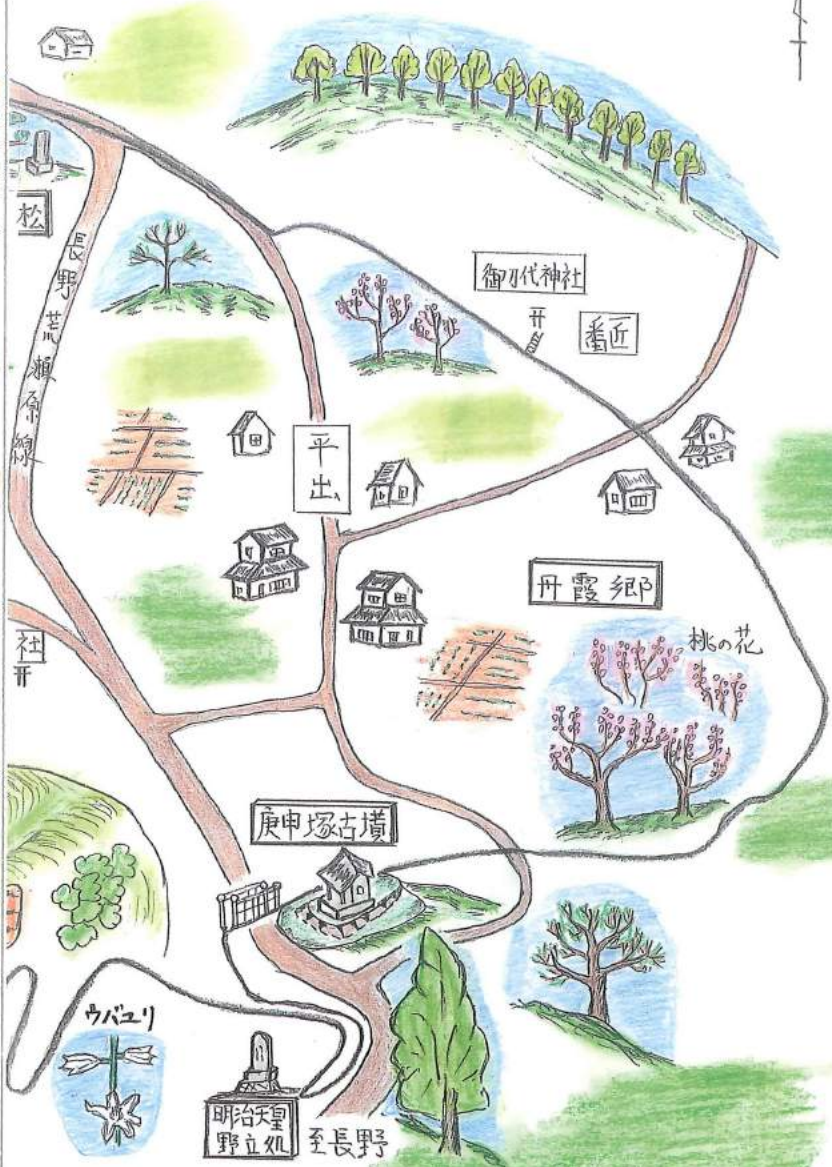 松
長野荒瀬原線
御刀代神社
番匠
平出
丹霞郷
桃の花
社
庚申塚古墳
ウバユリ
明治天皇
野立処
至長野